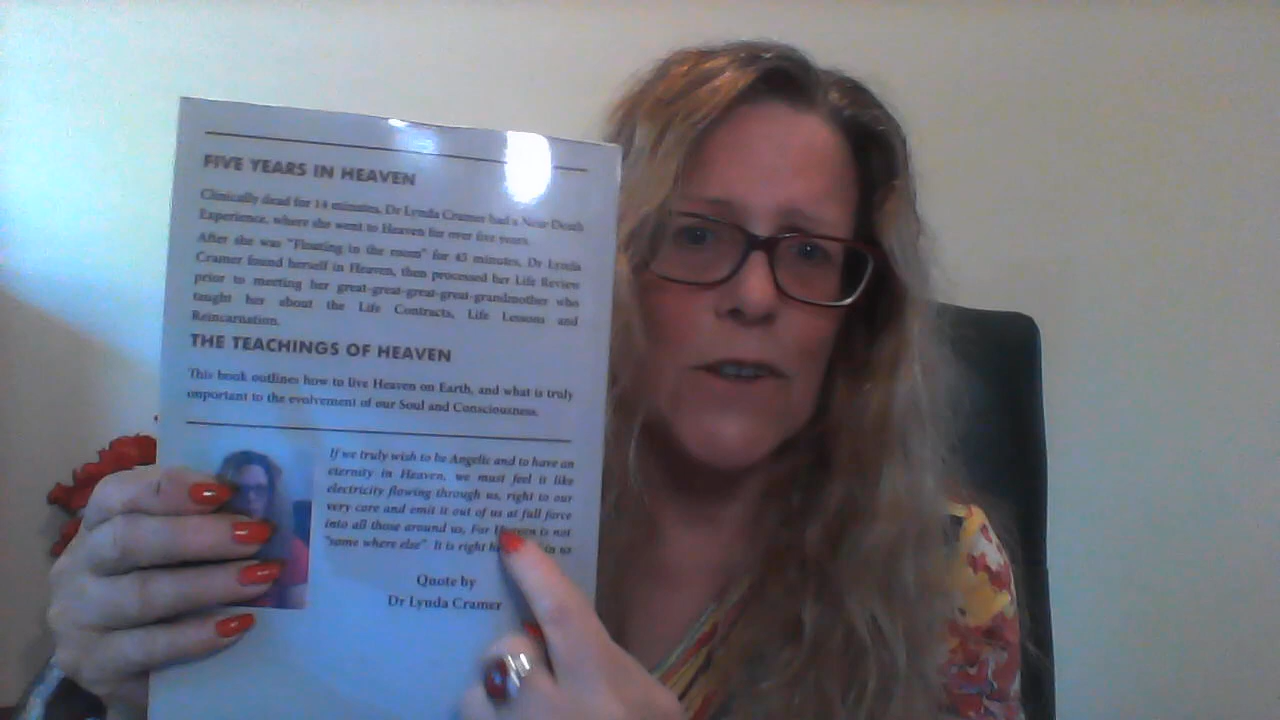 FIVE YEARS IN HEAVEN
Clinically dead for 14 minutes, Dr Lynda Cramer had a Near Death
Experience, where she went to Heaven for over five years.
After she was "Floating in the room" for 45 minutes, Dr Lynda
Cramer found herself in Heaven, then processed her Life Review
prior to meeting her great-great-great-great-grandmother who
taught her about the Life Contracts, Life Lessons and
Reincarnation.
THE TEACHINGS OF HEAVEN
This book outlines how to live Heaven on Earth, and what is truly
important to the evolvement of our Soul and Consciousness.
If we truly wish to be Angelic and to have an
eternity in Heaven, we must feel it like
electricity flowing through us, right to our
very core and emit it out of us at full force
into all those around us, For Heaven is not
"some where else". It is right in us
Quote by
Dr Lynda Cramer